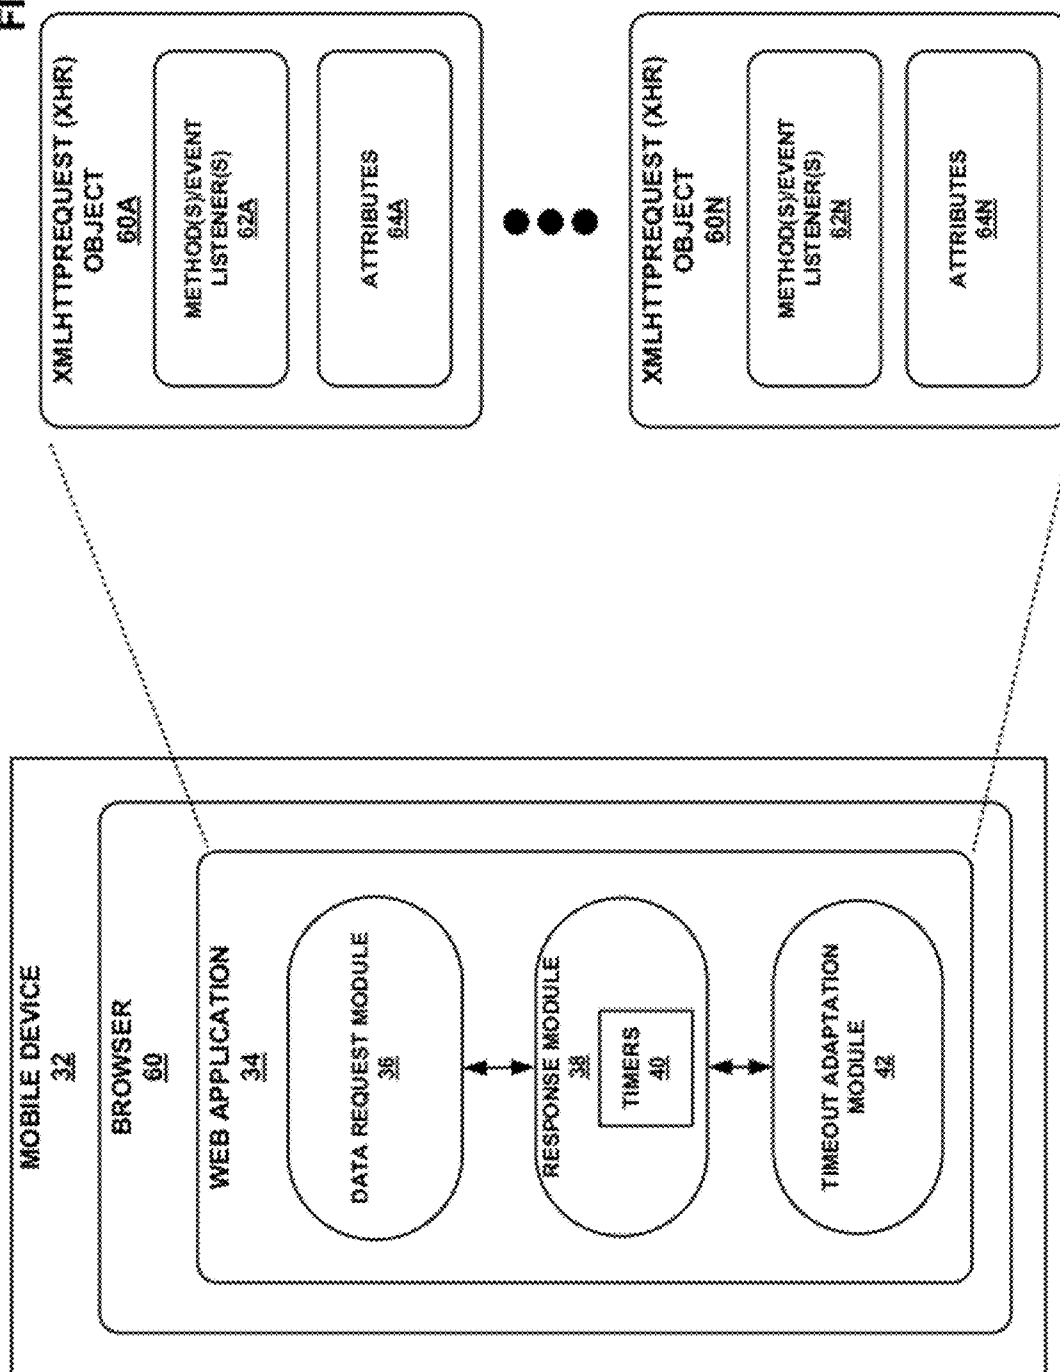 FI
MOBILE DEVICE
32
BROWSER
60
WEB APPLICATION
34
DATA REQUEST MODULE
36
RESPONSE MODULE
38
TIMERS
40
TIMEOUT ADAPTATION
MODULE
42
XMLHTTPREQUEST (XHR)
OBJECT
60A
METHOD(S)/EVENT
LISTENER(S)
62A
ATTRIBUTES
64A
XMLHTTPREQUEST (XHR)
OBJECT
60N
METHOD(S)/EVENT
LISTENER(S)
62N
ATTRIBUTES
64N